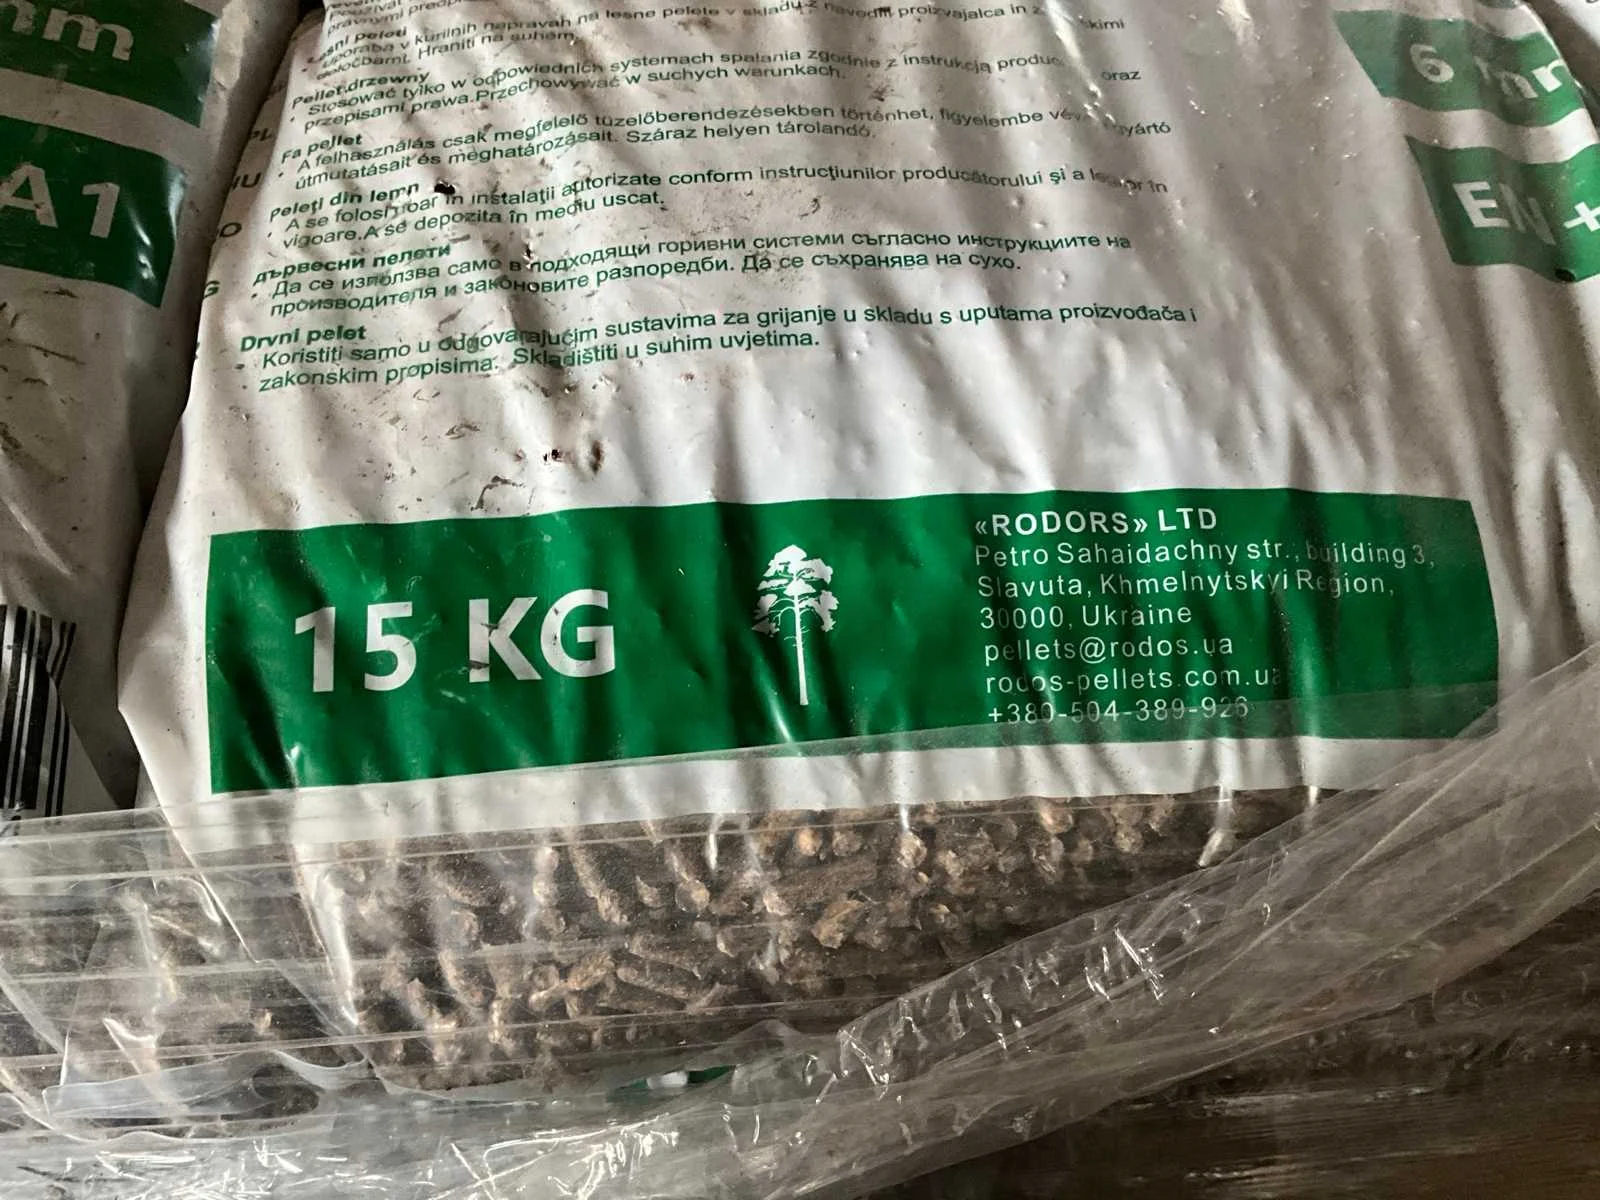 mm
A1
na lesne pelete v skladu z navodili proizvajalca in z
uporaba v kurilnih napravah
določbami. Hraniti na suhem.
Pellet drzewny
• Stosować tylko w odpowiednich systemach spalania zgodnie z instrukcją oraz
przepisami prawa.Przechowywać w suchych warunkach.
HU
Fa pellet
• A felhasználás csak megfelelő tüzelőberendezésekben történhet, figyelembe
útmutatásait és meghatározásait. Száraz helyen tárolandó.
Peleți din lemn
• A se folosi doar în instalații autorizate conform instrucțiunilor producătorului și a în
vigoare.A se depozita în mediu uscat.
дървесни пелети
• Да се използва само в подходящи горивни системи съгласно инструкциите на
производителя и законовите разпоредби. Да се съхранява на сухо.
Drvni pelet
• Koristiti samo u odgovarajućim sustavima za grijanje u skladu s uputama proizvođača i
• zakonskim propisima. Skladištiti u suhim uvjetima.
6 mm
EN +
15 KG
«RODORS» LTD
Petro Sahaidachny str., building 3,
Slavuta, Khmelnytskyi Region,
30000, Ukraine
pellets@rodos.ua
rodos-pellets.com.ua
+380-504-389-926